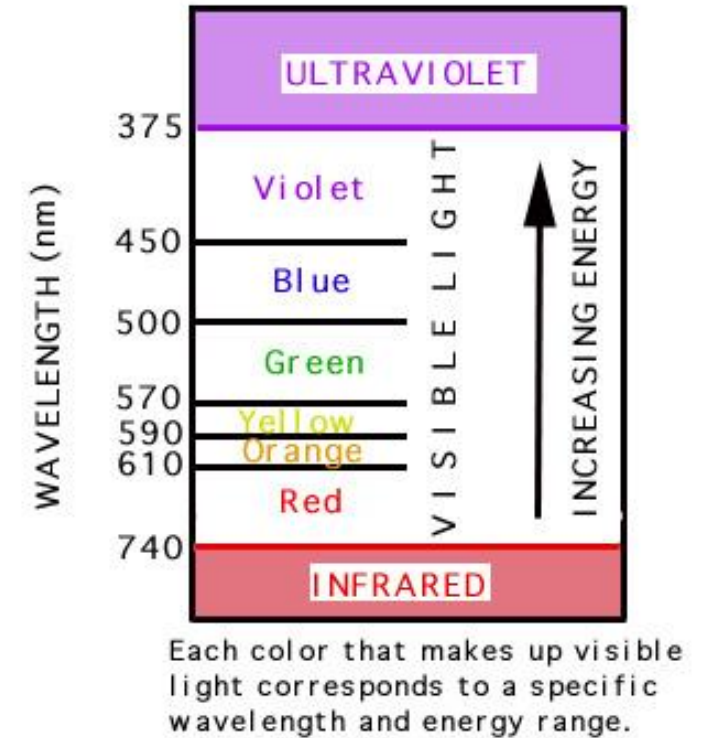 ULTRAVIOLET
375
Violet
450
Blue
500
Green
570
Yellow
590
Orange
610
Red
740
INFRARED
WAVELENGTH (nm)
VISIBLE LIGHT
INCREASING ENERGY
Each color that makes up visible
light corresponds to a specific
wavelength and energy range.